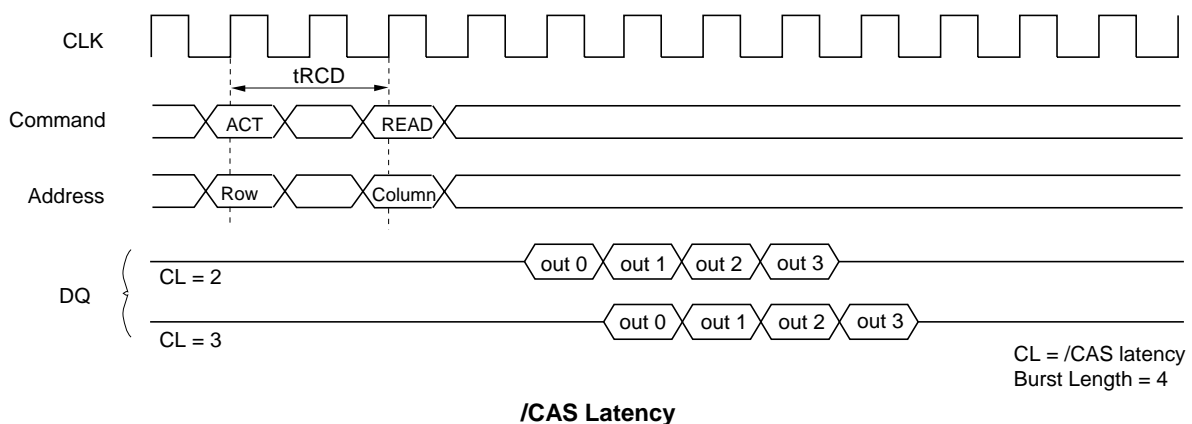 CLK
tRCD
Command
ACT
READ
Address
Row
Column
DQ
CL = 2
out 0 out 1 out 2 out 3
CL = 3
out 0 out 1 out 2 out 3
CL = /CAS latency
Burst Length = 4
/CAS Latency